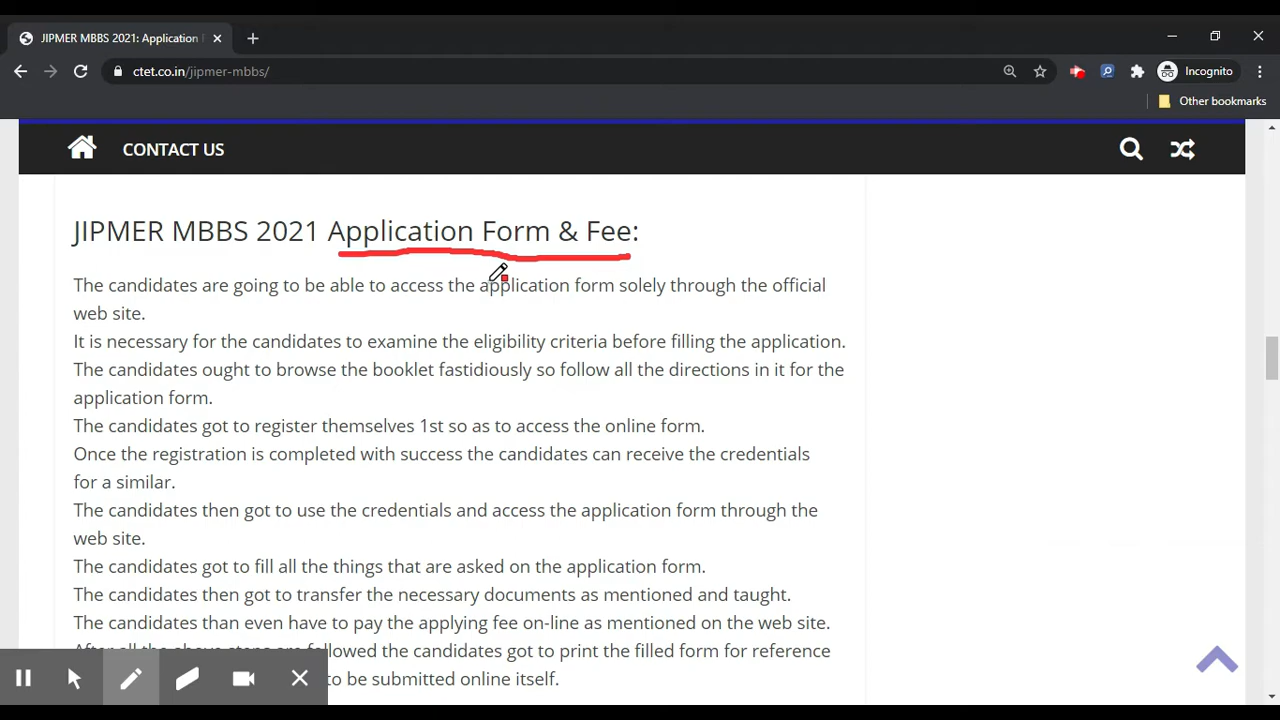 JIPMER MBBS 2021: Application
ctet.co.in/jipmer-mbbs/
Incognito
Other bookmarks
CONTACT US
JIPMER MBBS 2021 Application Form & Fee:
The candidates are going to be able to access the application form solely through the official
web site.
It is necessary for the candidates to examine the eligibility criteria before filling the application.
The candidates ought to browse the booklet fastidiously so follow all the directions in it for the
application form.
The candidates got to register themselves 1st so as to access the online form.
Once the registration is completed with success the candidates can receive the credentials
for a similar.
The candidates then got to use the credentials and access the application form through the
web site.
The candidates got to fill all the things that are asked on the application form.
The candidates then got to transfer the necessary documents as mentioned and taught.
The candidates than even have to pay the applying fee on-line as mentioned on the web site.
After all the above steps are followed the candidates got to print the filled form for reference
to be submitted online itself.